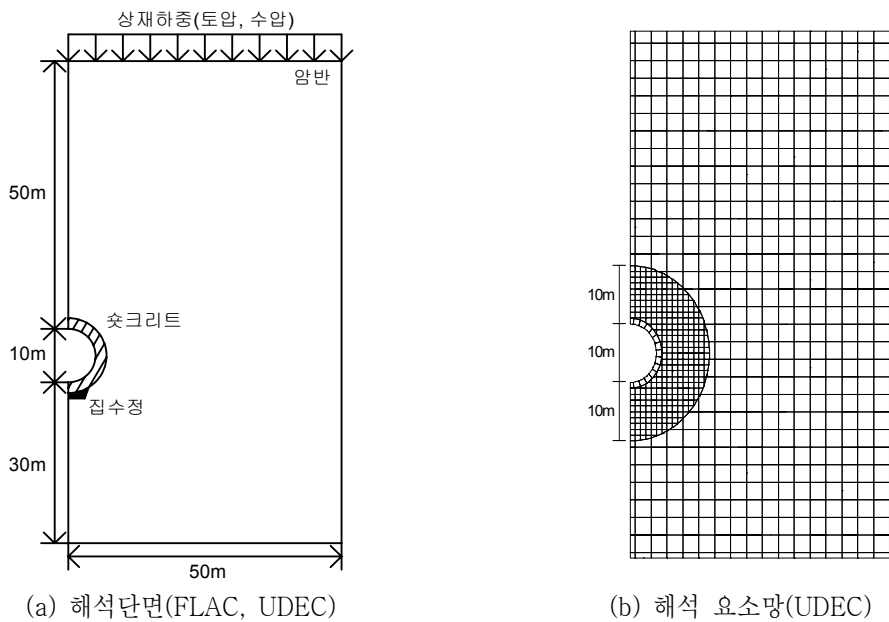 상재하중(토압, 수압)
암반
50m
숏크리트
10m
집수정
30m
50m
(a) 해석단면(FLAC, UDEC)
10m
10m
10m
(b) 해석 요소망(UDEC)